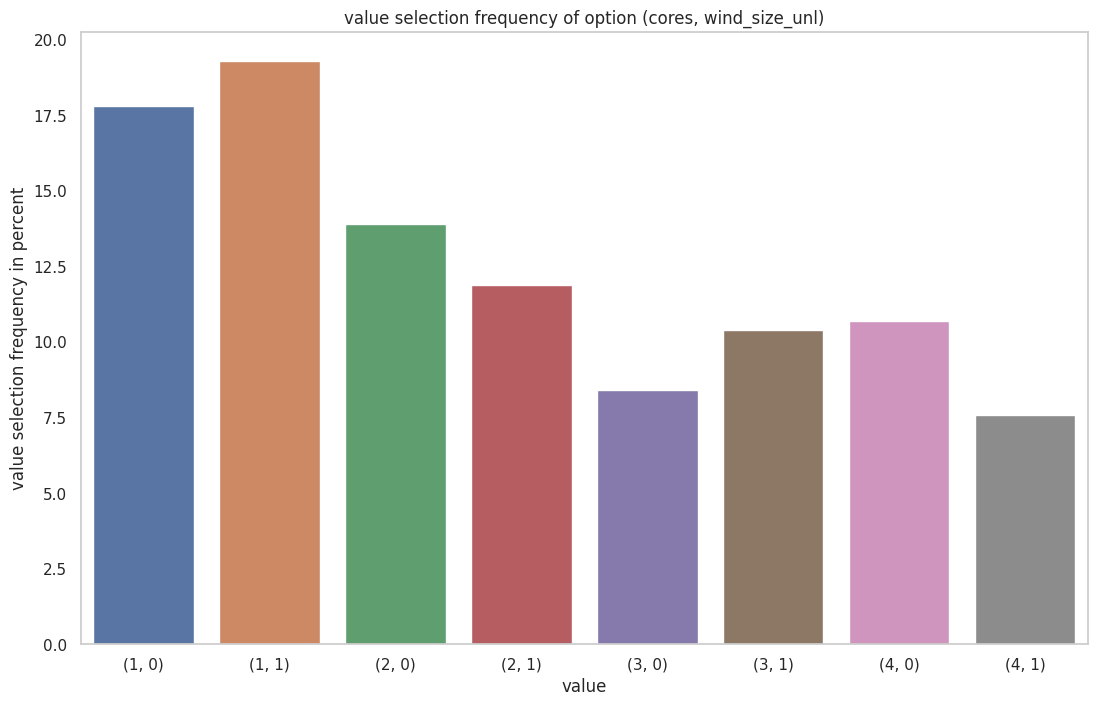 value selection frequency of option (cores, wind_size_unl)
value selection frequency in percent
20.0
17.5
15.0
12.5
10.0
7.5
5.0
2.5
0.0
(1, 0) (1, 1) (2, 0) (2, 1) (3, 0) (3, 1) (4, 0) (4, 1)
value